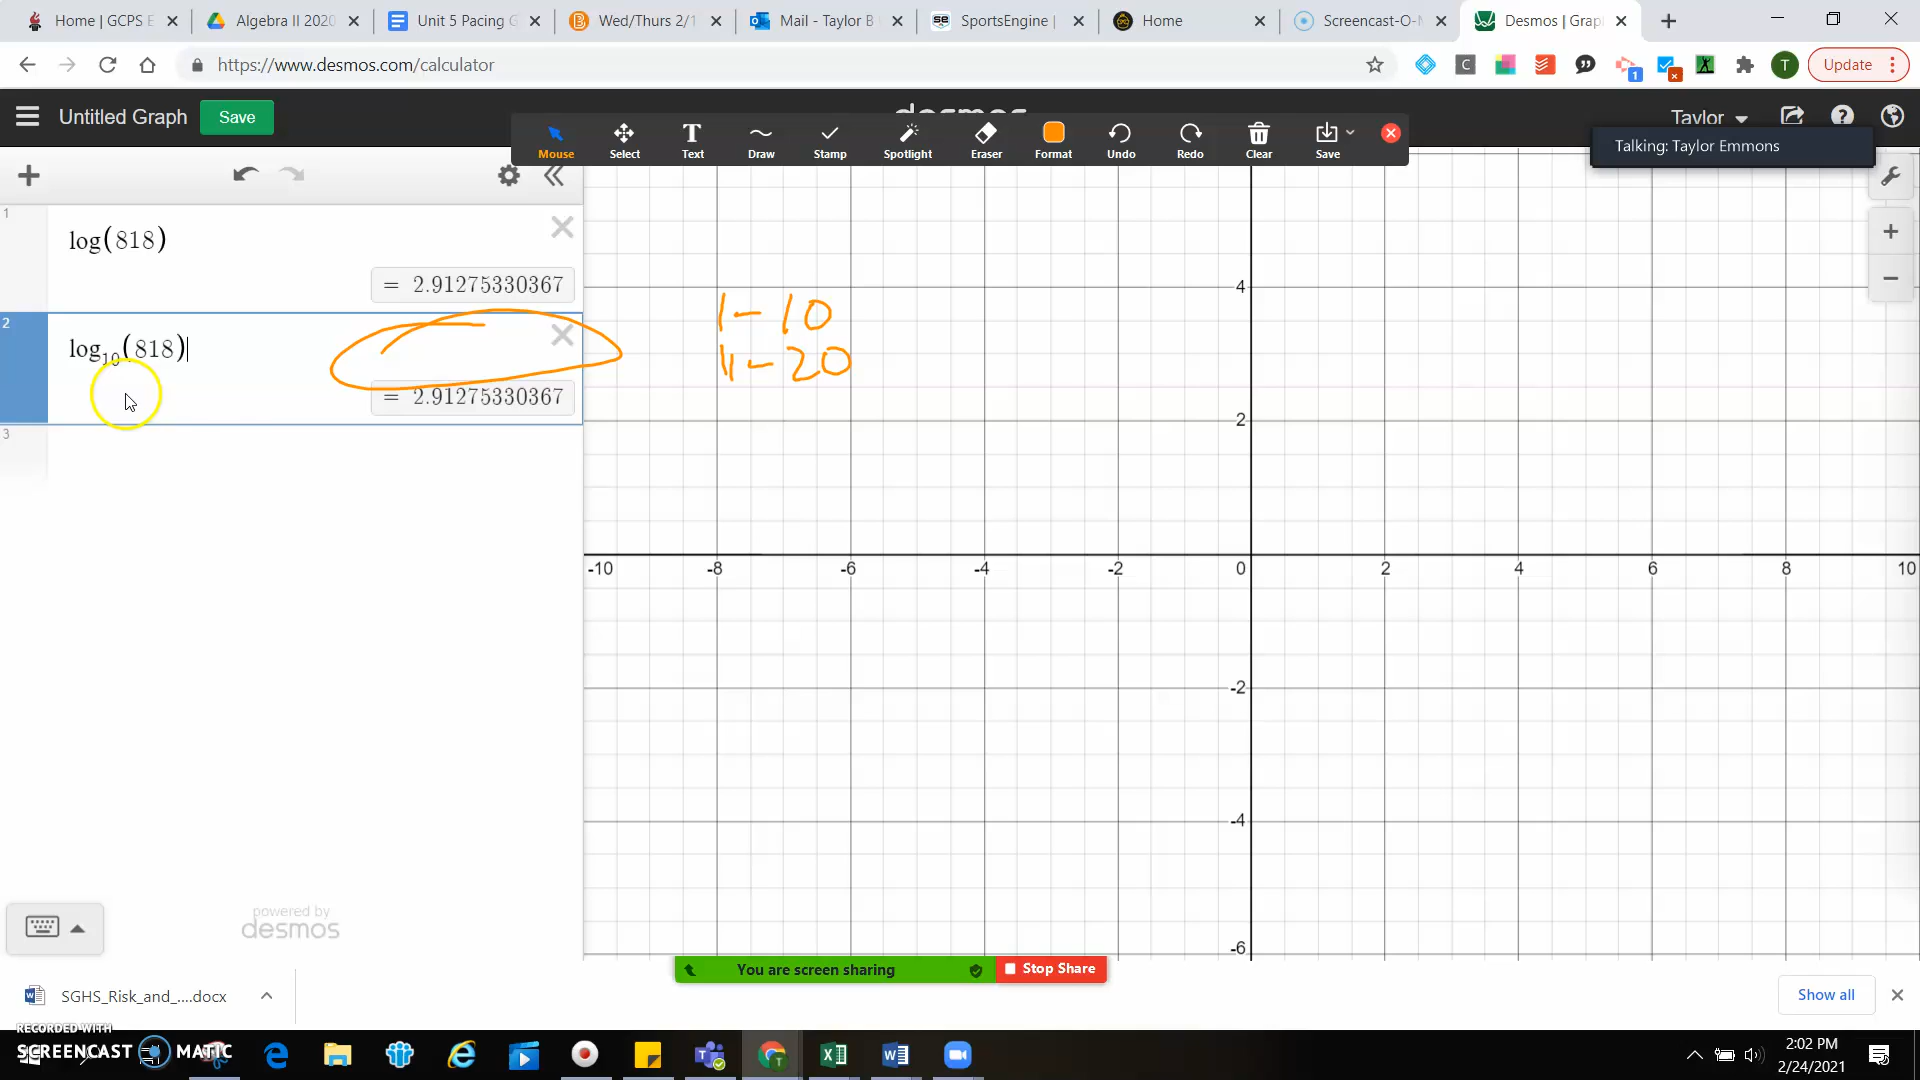 Home | GCPS E
Algebra II 2020
Unit 5 Pacing G
Wed/Thurs 2/1
Mail - Taylor B
SportsEngine |
Home
Screencast-O-M
Desmos | Grap
https://www.desmos.com/calculator
Update
Untitled Graph
Save
desmos
Taylor
Mouse
Select
Text
Draw
Stamp
Spotlight
Eraser
Format
Undo
Redo
Clear
Save
Talking: Taylor Emmons
1
log(818)
= 2.91275330367
2
log₁₀(818)
= 2.91275330367
3
1 - 10
11 - 20
4
2
-10 -8 -6 -4 -2 0 2 4 6 8 10
-2
-4
-6
powered by
desmos
You are screen sharing
Stop Share
SGHS_Risk_and_....docx
Show all
RECORDED WITH
SCREENCAST MATIC
2:02 PM
2/24/2021